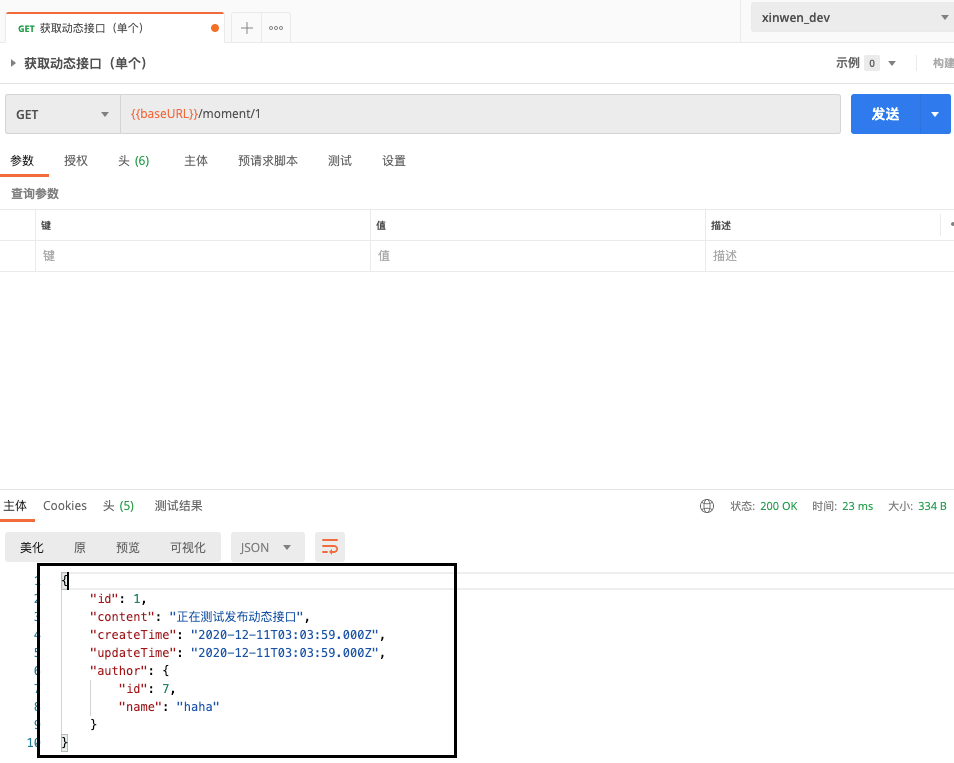 GET 获取动态接口（单个） + ooo xinwen_dev
获取动态接口（单个） 示例 0 构建
GET {{baseURL}}/moment/1 发送
参数 授权 头 (6) 主体 预请求脚本 测试 设置
查询参数
键 值 描述
键 值 描述
主体 Cookies 头 (5) 测试结果 状态: 200 OK 时间: 23 ms 大小: 334 B
美化 原 预览 可视化 JSON
1 {
2 "id": 1,
3 "content": "正在测试发布动态接口",
4 "createTime": "2020-12-11T03:03:59.000Z",
5 "updateTime": "2020-12-11T03:03:59.000Z",
6 "author": {
7 "id": 7,
8 "name": "haha"
9 }
10 }